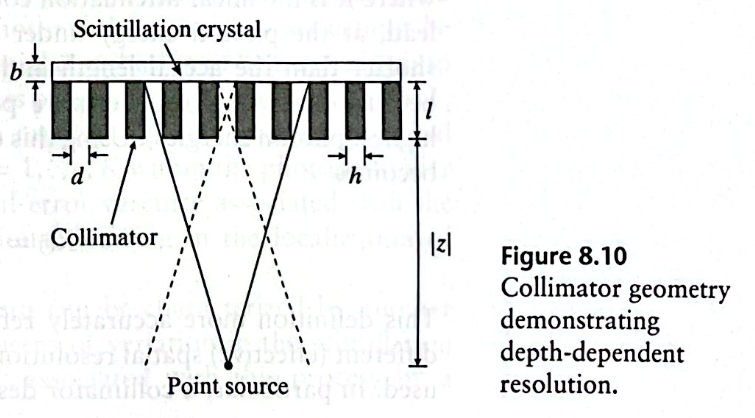 Scintillation crystal
b
l
d
h
Collimator
|z|
Point source
Figure 8.10
Collimator geometry
demonstrating
depth-dependent
resolution.